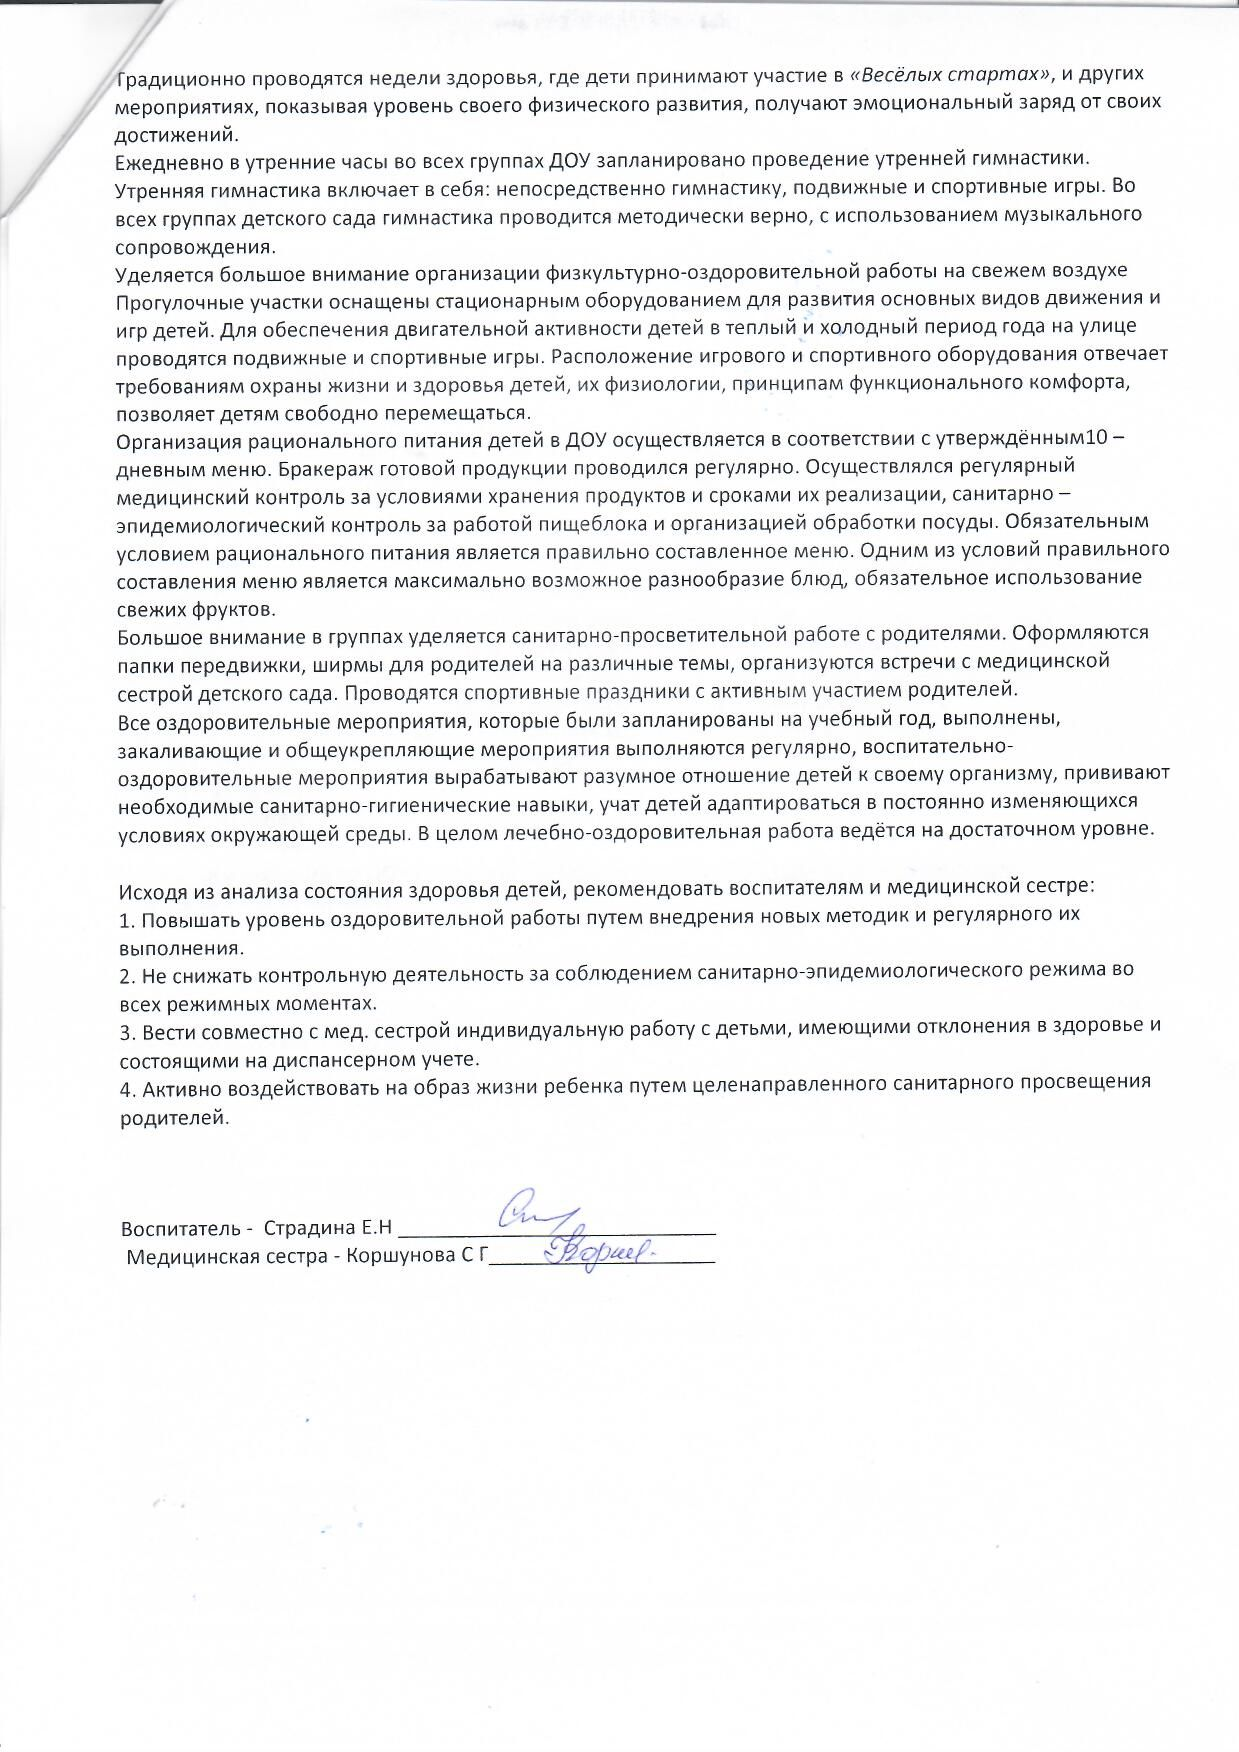 Традиционно проводятся недели здоровья, где дети принимают участие в «Весёлых стартах», и других
мероприятиях, показывая уровень своего физического развития, получают эмоциональный заряд от своих
достижений.
Ежедневно в утренние часы во всех группах ДОУ запланировано проведение утренней гимнастики.
Утренняя гимнастика включает в себя: непосредственно гимнастику, подвижные и спортивные игры. Во
всех группах детского сада гимнастика проводится методически верно, с использованием музыкального
сопровождения.
Уделяется большое внимание организации физкультурно-оздоровительной работы на свежем воздухе
Прогулочные участки оснащены стационарным оборудованием для развития основных видов движения и
игр детей. Для обеспечения двигательной активности детей в теплый и холодный период года на улице
проводятся подвижные и спортивные игры. Расположение игрового и спортивного оборудования отвечает
требованиям охраны жизни и здоровья детей, их физиологии, принципам функционального комфорта,
позволяет детям свободно перемещаться.
Организация рационального питания детей в ДОУ осуществляется в соответствии с утверждённым10 –
дневным меню. Бракераж готовой продукции проводился регулярно. Осуществлялся регулярный
медицинский контроль за условиями хранения продуктов и сроками их реализации, санитарно –
эпидемиологический контроль за работой пищеблока и организацией обработки посуды. Обязательным
условием рационального питания является правильно составленное меню. Одним из условий правильного
составления меню является максимально возможное разнообразие блюд, обязательное использование
свежих фруктов.
Большое внимание в группах уделяется санитарно-просветительной работе с родителями. Оформляются
папки передвижки, ширмы для родителей на различные темы, организуются встречи с медицинской
сестрой детского сада. Проводятся спортивные праздники с активным участием родителей.
Все оздоровительные мероприятия, которые были запланированы на учебный год, выполнены,
закаливающие и общеукрепляющие мероприятия выполняются регулярно, воспитательно-
оздоровительные мероприятия вырабатывают разумное отношение детей к своему организму, прививают
необходимые санитарно-гигиенические навыки, учат детей адаптироваться в постоянно изменяющихся
условиях окружающей среды. В целом лечебно-оздоровительная работа ведётся на достаточном уровне.
Исходя из анализа состояния здоровья детей, рекомендовать воспитателям и медицинской сестре:
1. Повышать уровень оздоровительной работы путем внедрения новых методик и регулярного их
выполнения.
2. Не снижать контрольную деятельность за соблюдением санитарно-эпидемиологического режима во
всех режимных моментах.
3. Вести совместно с мед. сестрой индивидуальную работу с детьми, имеющими отклонения в здоровье и
состоящими на диспансерном учете.
4. Активно воздействовать на образ жизни ребенка путем целенаправленного санитарного просвещения
родителей.
Воспитатель - Страдина Е.Н
Медицинская сестра - Коршунова С Г